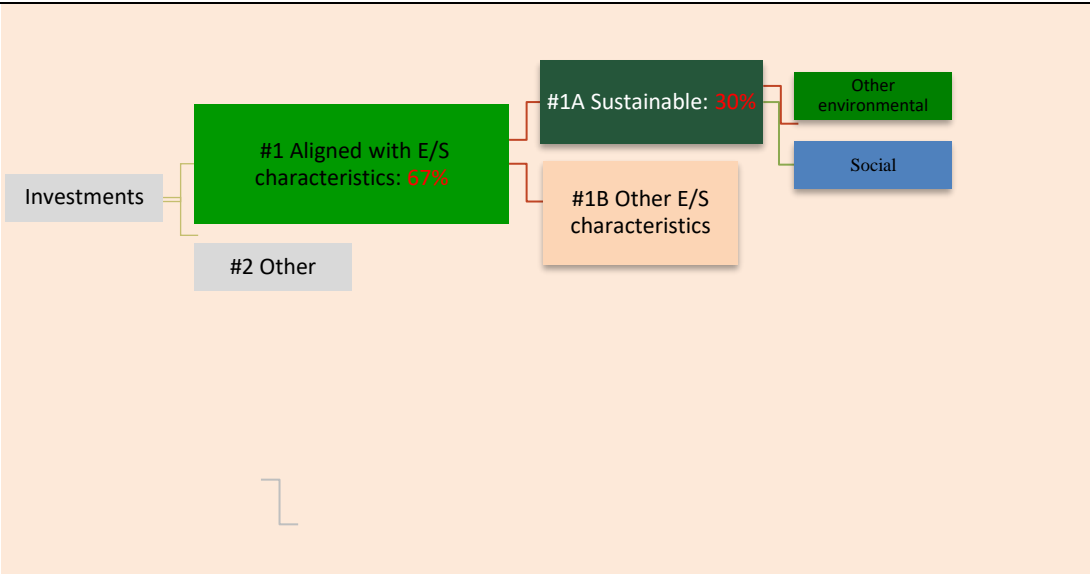 Investments
#1 Aligned with E/S
characteristics: 67%
#2 Other
#1A Sustainable: 30%
#1B Other E/S
characteristics
Other
environmental
Social